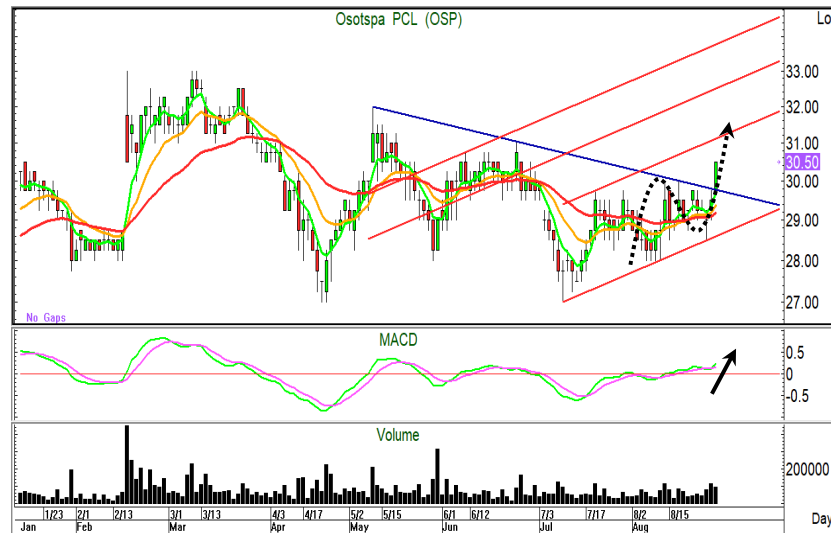 Osotspa PCL (OSP)
Lo
33.00
32.00
31.00
30.50
30.00
29.00
28.00
27.00
No Gaps
MACD
0.5
0
-0.5
Volume
200000
1/23 2/1 2/13 3/1 3/13 4/3 4/17 5/2 5/15 6/1 6/12 7/3 7/17 8/2 8/15
Jan Feb Mar Apr May Jun Jul Aug
Day